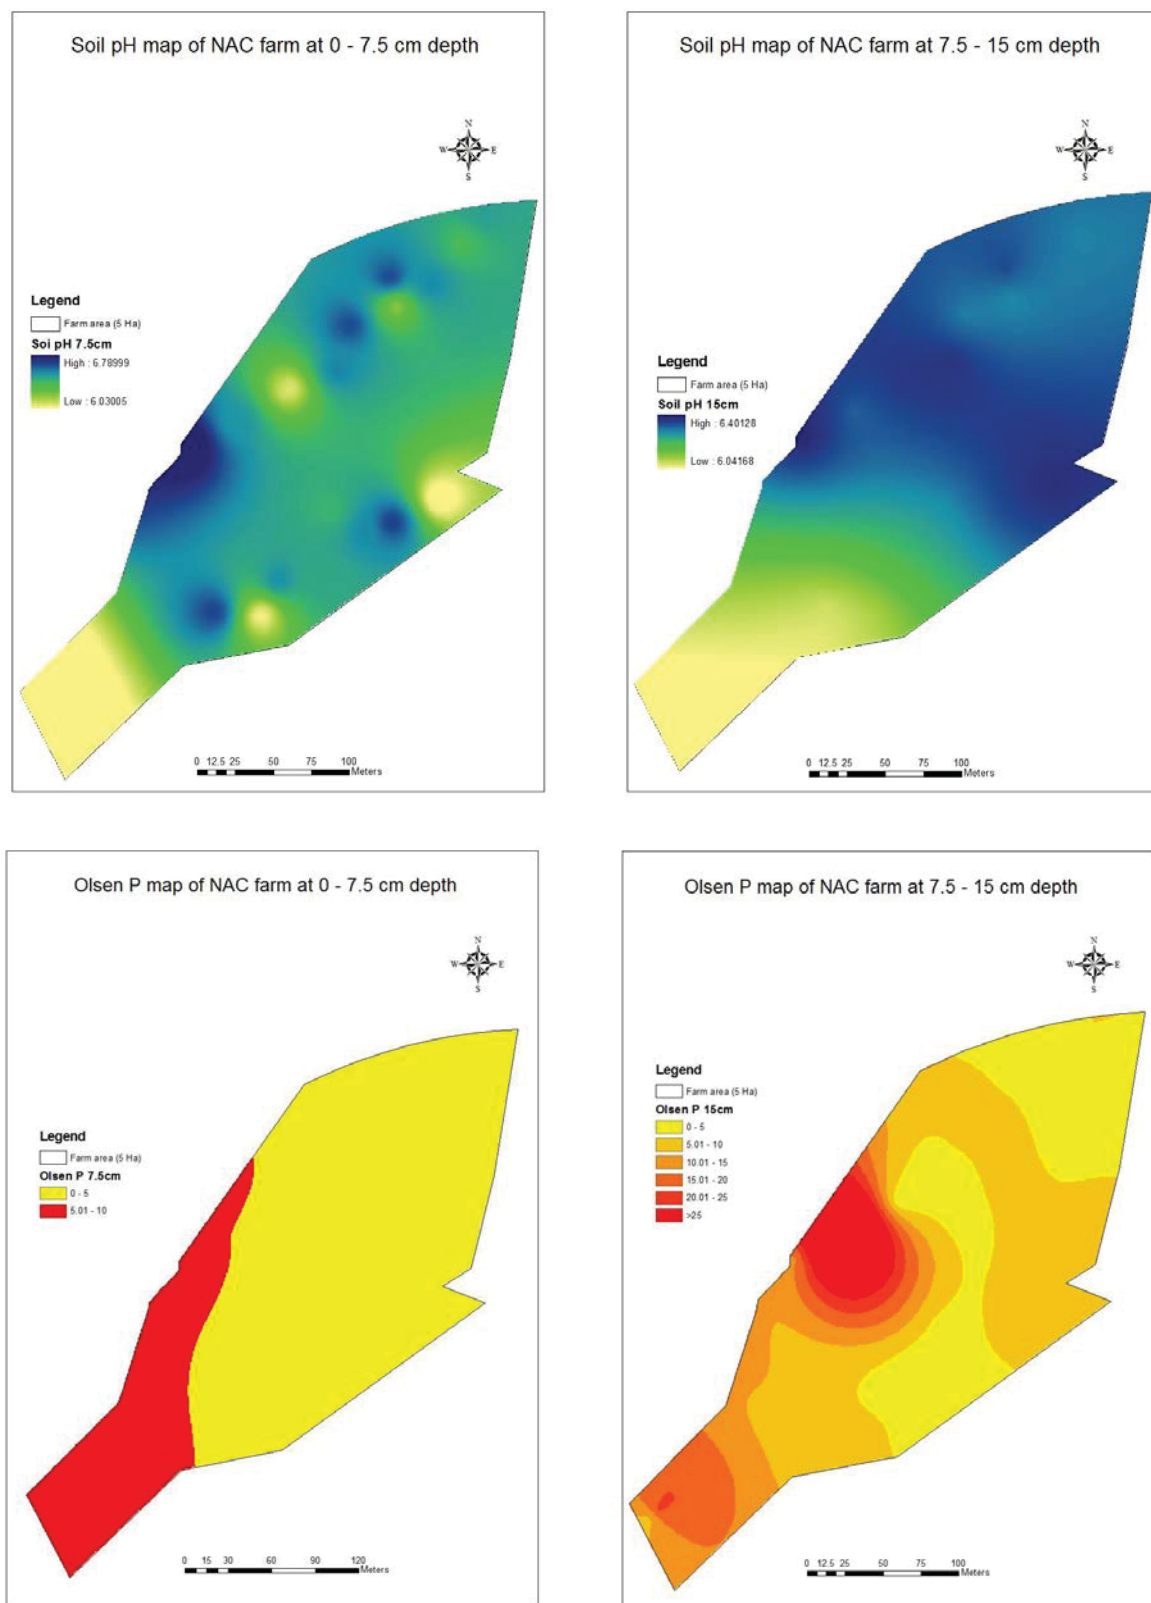 Soil pH map of NAC farm at 0 - 7.5 cm depth
N
W E
S
Legend
Farm area (5 Ha)
Soi pH 7.5cm
High : 6.78999
Low : 6.03005
0 12.5 25 50 75 100
Meters
Soil pH map of NAC farm at 7.5 - 15 cm depth
N
W E
S
Legend
Farm area (5 Ha)
Soil pH 15cm
High : 6.40128
Low : 6.04168
0 12.5 25 50 75 100
Meters
Olsen P map of NAC farm at 0 - 7.5 cm depth
N
W E
S
Legend
Farm area (5 Ha)
Olsen P 7.5cm
0 - 5
5.01 - 10
0 15 30 60 90 120
Meters
Olsen P map of NAC farm at 7.5 - 15 cm depth
N
W E
S
Legend
Farm area (5 Ha)
Olsen P 15cm
0 - 5
5.01 - 10
10.01 - 15
15.01 - 20
20.01 - 25
>25
0 12.5 25 50 75 100
Meters